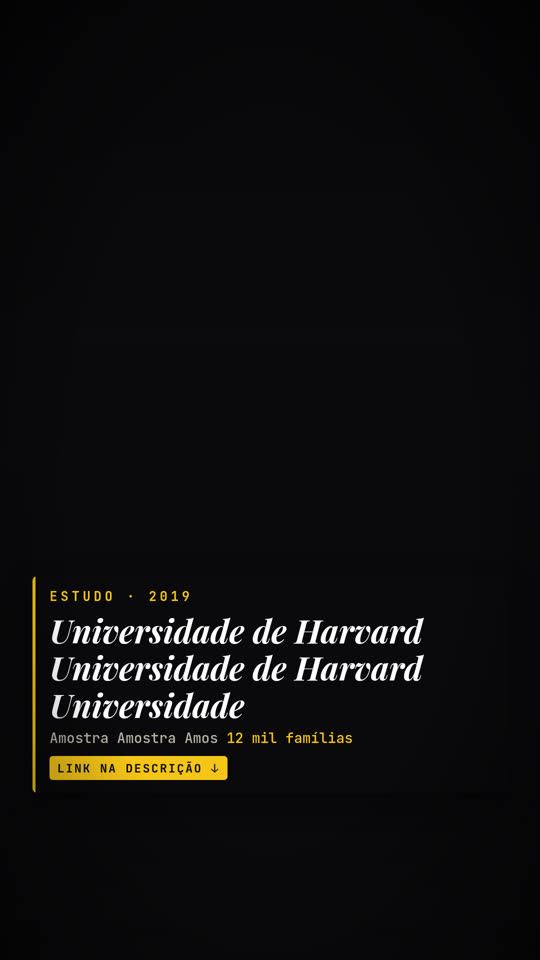 ESTUDO · 2019
Universidade de Harvard
Universidade de Harvard
Universidade
Amostra Amostra Amos 12 mil famílias
LINK NA DESCRIÇÃO ↓